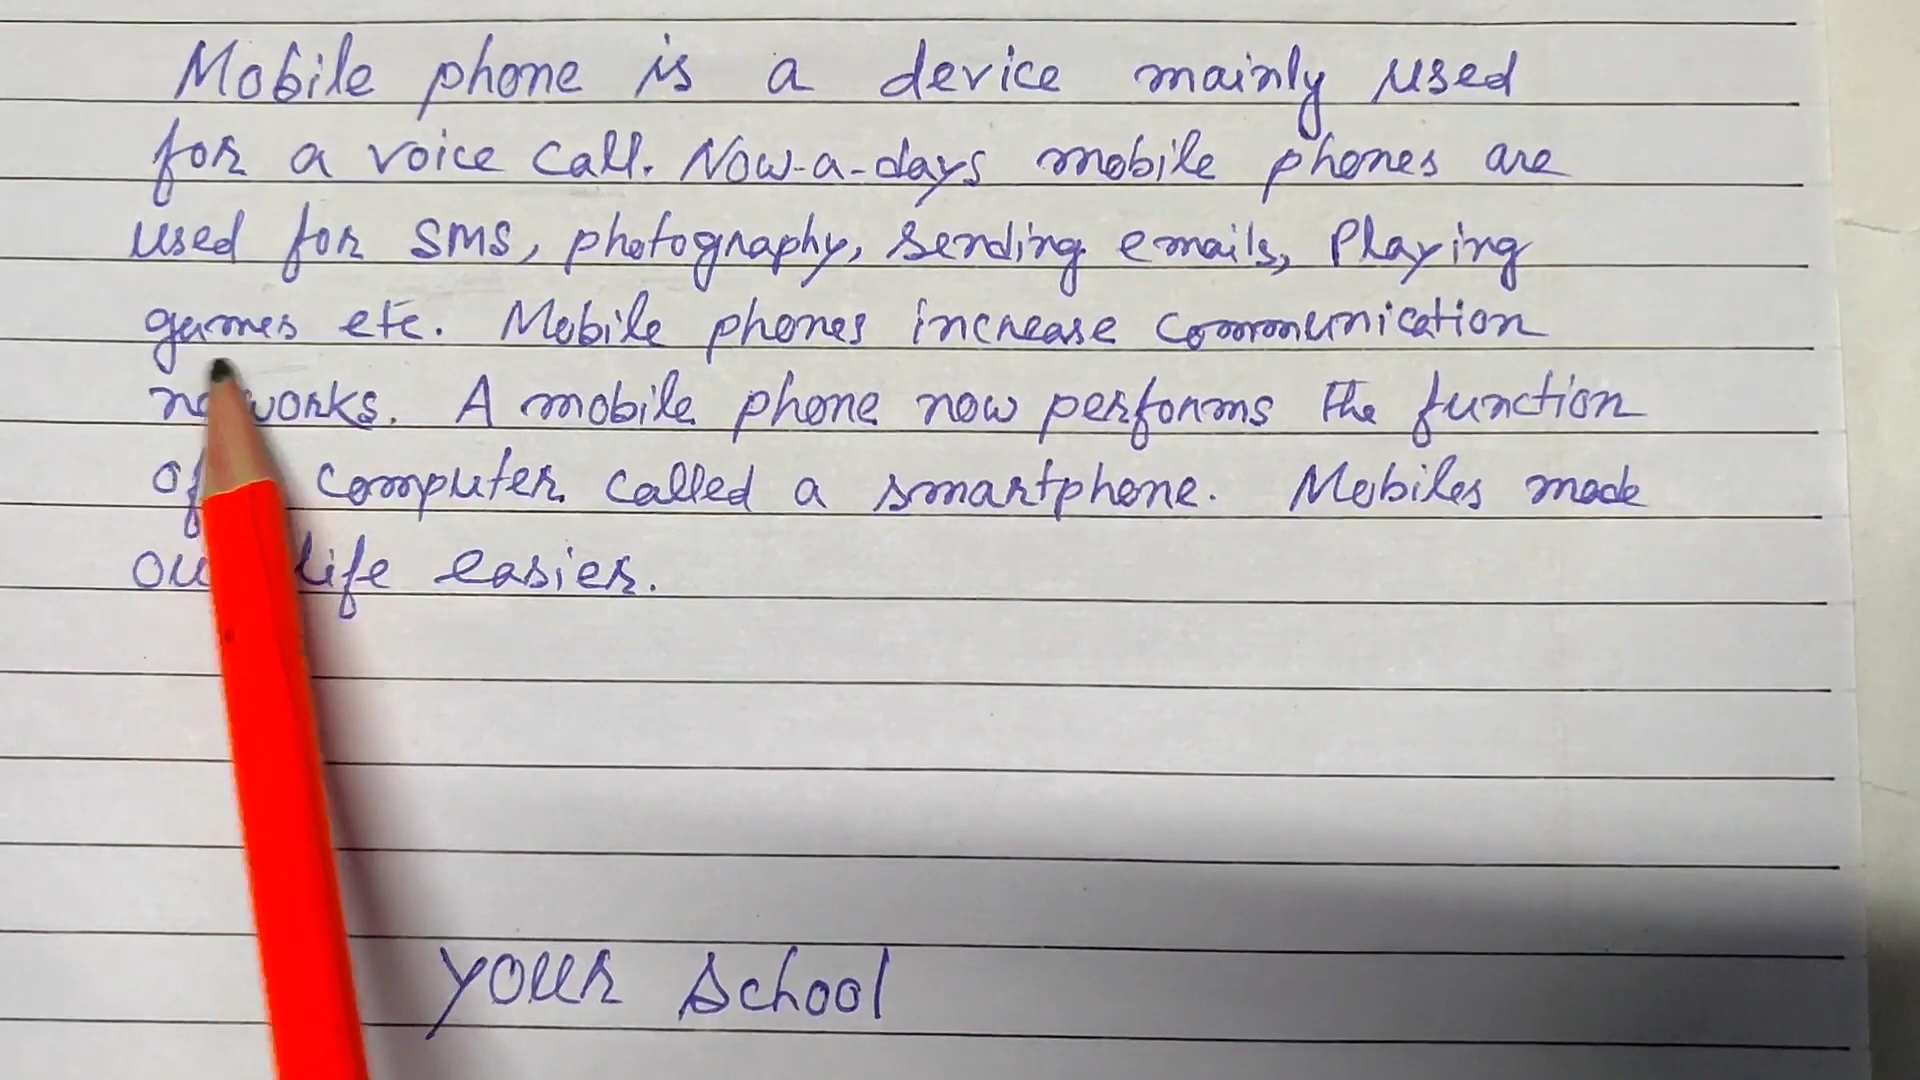 Mobile phone is a device mainly used
for a voice call. Now-a-days mobile phones are
used for SMS, photography, sending emails, Playing
games etc. Mobile phones increase communication
A mobile phone now performs the function
computer called a smartphone. Mobiles made
life easier.
YOUR School